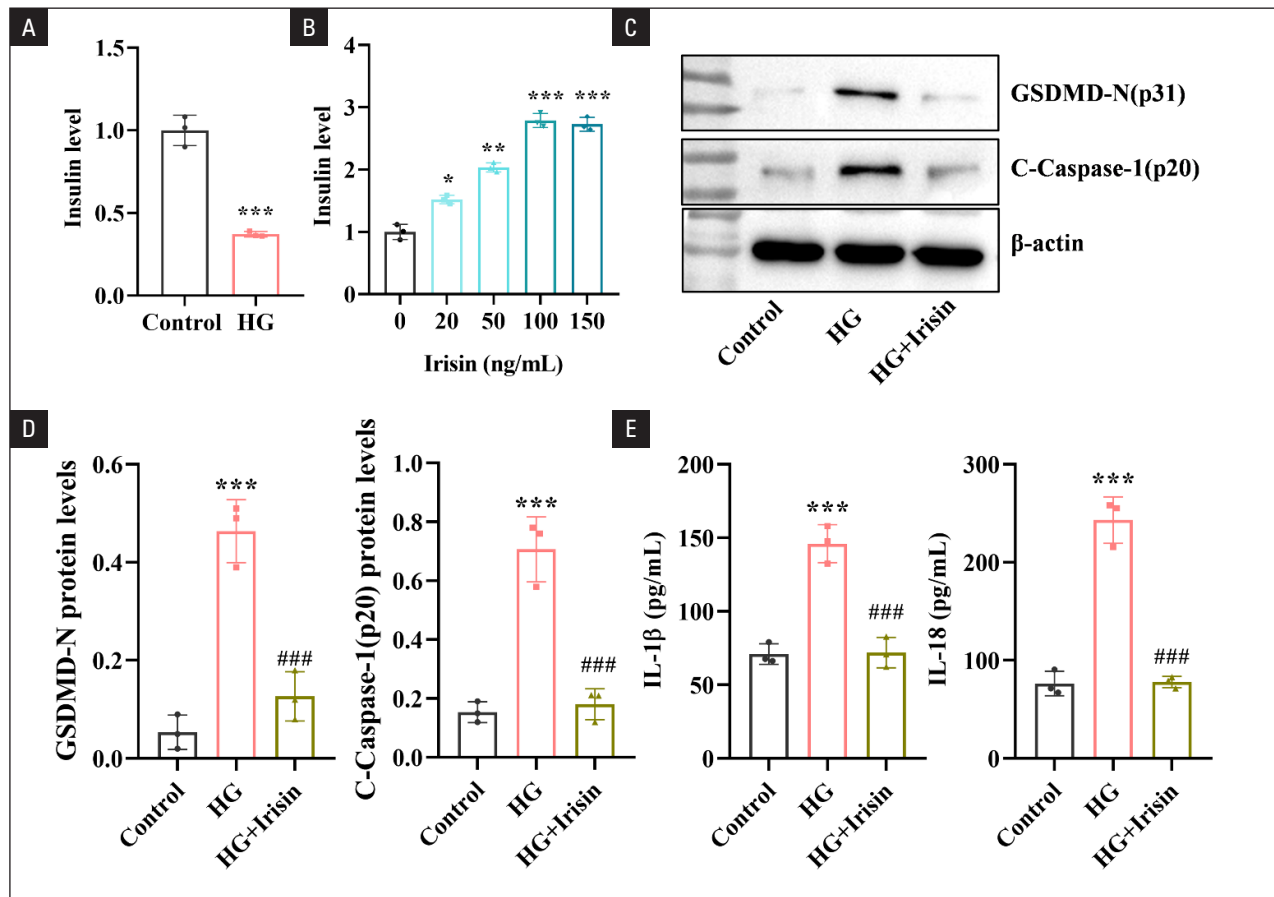 A
Insulin level
1.5
1.0
0.5
0.0
***
Control HG
B
Insulin level
4
3
2
1
0
*
**
***
***
0 20 50 100 150
Irisin (ng/mL)
C
GSDMD-N(p31)
C-Caspase-1(p20)
β-actin
Control
HG
HG+Irisin
D
GSDMD-N protein levels
0.6
0.4
0.2
0.0
***
###
Control
HG
HG+Irisin
C-Caspase-1(p20) protein levels
1.0
0.8
0.6
0.4
0.2
0.0
***
###
Control
HG
HG+Irisin
E
IL-1β (pg/mL)
200
150
100
50
0
***
###
Control
HG
HG+Irisin
IL-18 (pg/mL)
300
200
100
0
***
###
Control
HG
HG+Irisin